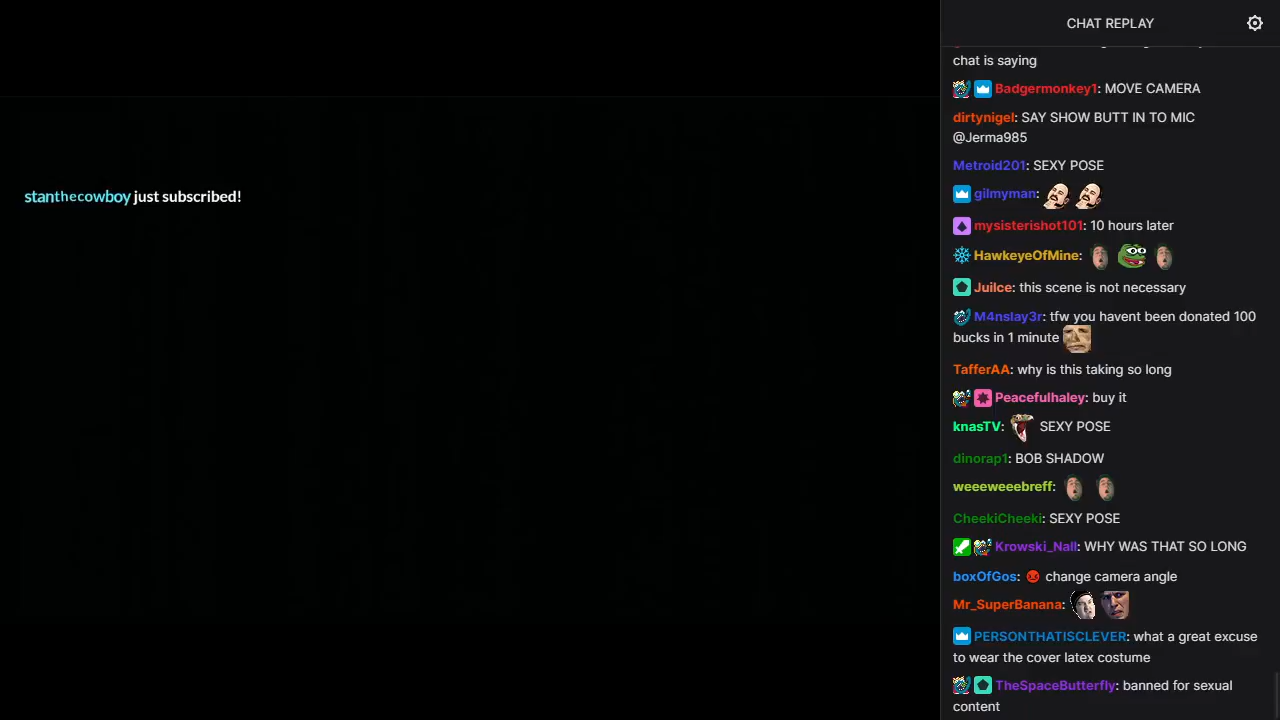 stanthecowboy just subscribed!
CHAT REPLAY
chat is saying
Badgermonkey1: MOVE CAMERA
dirtynigel: SAY SHOW BUTT IN TO MIC
@Jerma985
Metroid201: SEXY POSE
gilmyman:
mysisterishot101: 10 hours later
HawkeyeOfMine:
Juilce: this scene is not necessary
M4nslay3r: tfw you havent been donated 100
bucks in 1 minute
TafferAA: why is this taking so long
Peacefulhaley: buy it
knasTV: SEXY POSE
dinorap1: BOB SHADOW
weeeweeebreff:
CheekiCheeki: SEXY POSE
Krowski_Nall: WHY WAS THAT SO LONG
boxOfGos: change camera angle
Mr_SuperBanana:
PERSONTHATISCLEVER: what a great excuse
to wear the cover latex costume
TheSpaceButterfly: banned for sexual
content